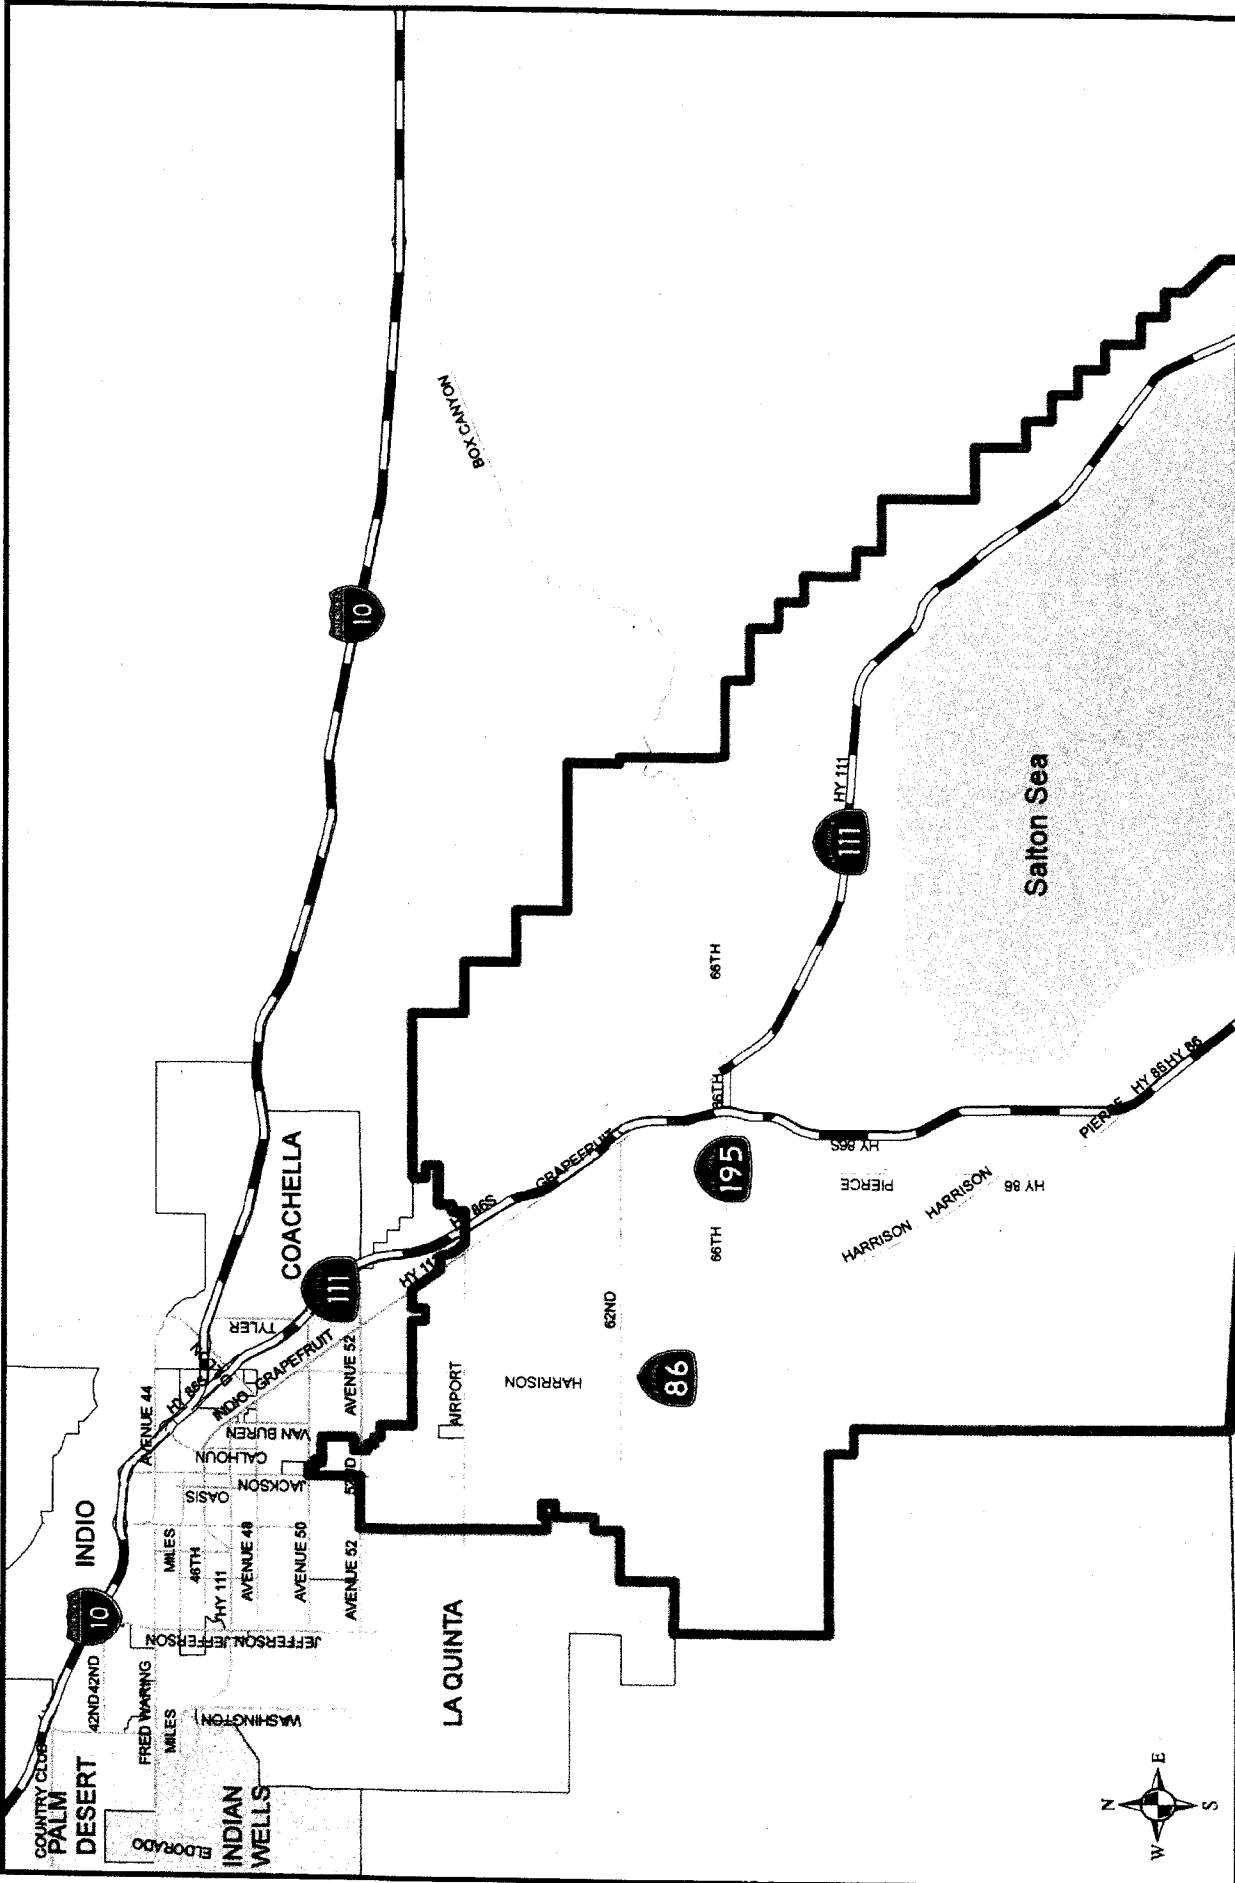 COUNTRY CLUB
PALM
DESERT
42ND42ND
10
INDIO
FRED WARING
MILES
MILES
46TH
HY 111
ELDORADO
INDIAN
WELLS
WASHINGTON
JEFFERSON
JEFFERSON
AVENUE 44
AVENUE 48
AVENUE 50
AVENUE 52
OASIS
JACKSON
CALHOUN
VAN BUREN
HY 86S
INDIO
GRAPEFRUIT
TYLER
AVENUE 52
52ND
COACHELLA
111
HY 111
HY 86S
GRAPEFRUIT
LA QUINTA
AIRPORT
HARRISON
62ND
86
10
BOX CANYON
66TH
66TH
66TH
195
HY 86S
PIERCE
HARRISON
HARRISON
HY 86
PIERCE
HY 86
HY 86
111
HY 111
Salton Sea
N
W
E
S